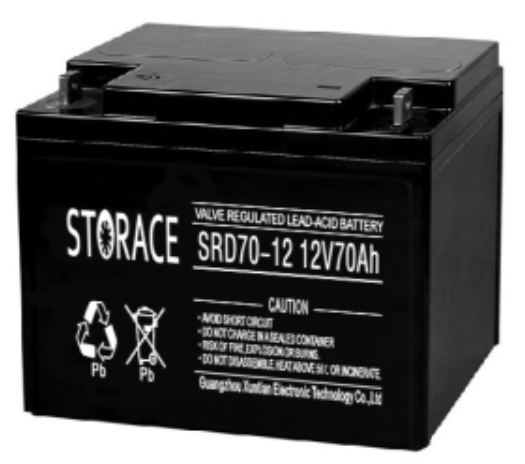 STORACE
VALVE REGULATED LEAD-ACID BATTERY
SRD70-12 12V70Ah
CAUTION
• AVOID SHORT CIRCUIT
• DO NOT CHARGE IN A SEALED CONTAINER
• RISK OF FIRE, EXPLOSION OR BURNS.
• DO NOT DISASSEMBLE, HEAT ABOVE OR INCINERATE.
Guangzhou Xuntian Electronic Technology Co.,Ltd
Pb
Pb